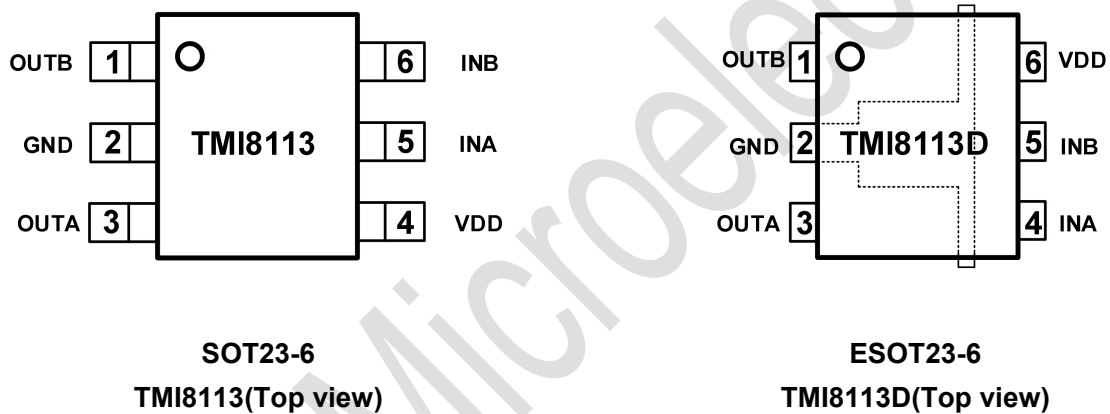 OUTB 1 6 INB
GND 2 TMI8113 5 INA
OUTA 3 4 VDD
SOT23-6
TMI8113(Top view)
OUTB 1 6 VDD
GND 2 TMI8113D 5 INB
OUTA 3 4 INA
ESOT23-6
TMI8113D(Top view)
Microelec